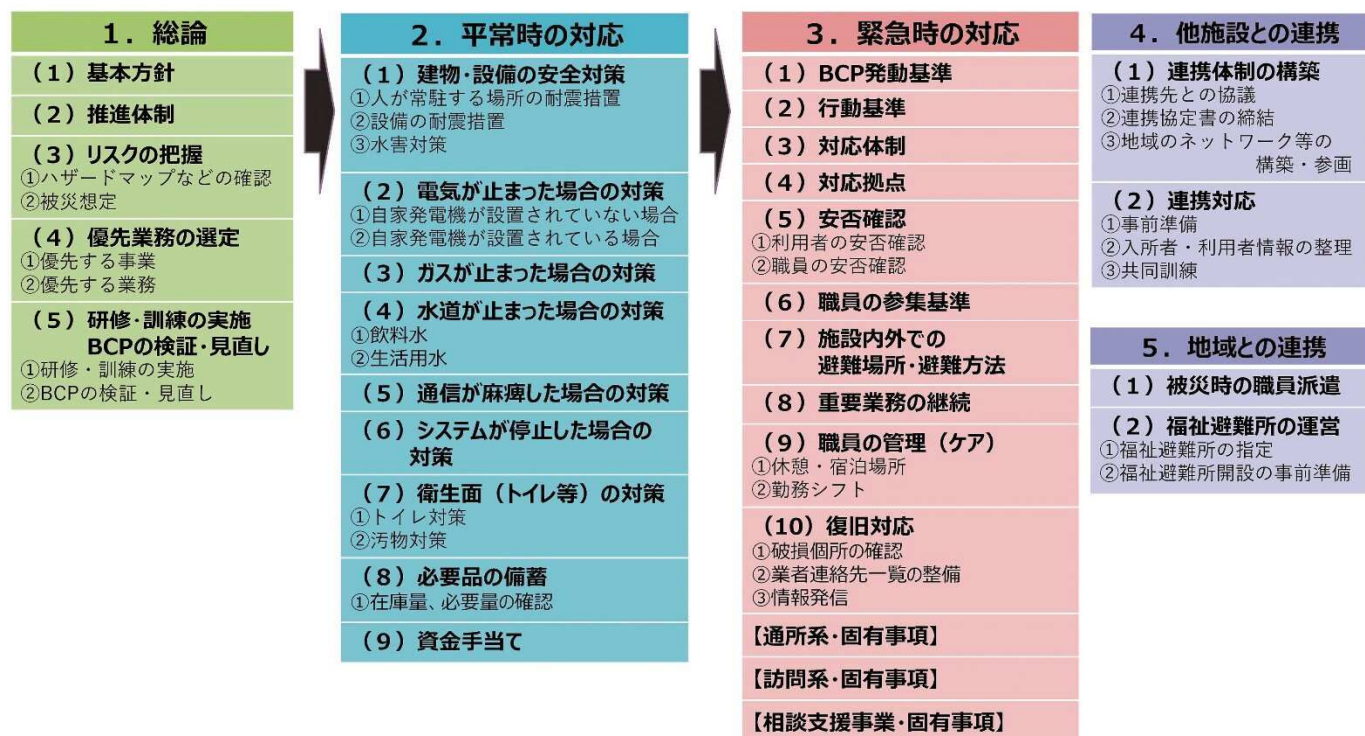 1．総論
（1）基本方針
（2）推進体制
（3）リスクの把握
①ハザードマップなどの確認
②被災想定
（4）優先業務の選定
①優先する事業
②優先する業務
（5）研修・訓練の実施
BCPの検証・見直し
①研修・訓練の実施
②BCPの検証・見直し
2．平常時の対応
（1）建物・設備の安全対策
①人が常駐する場所の耐震措置
②設備の耐震措置
③水害対策
（2）電気が止まった場合の対策
①自家発電機が設置されていない場合
②自家発電機が設置されている場合
（3）ガスが止まった場合の対策
（4）水道が止まった場合の対策
①飲料水
②生活用水
（5）通信が麻痺した場合の対策
（6）システムが停止した場合の
対策
（7）衛生面（トイレ等）の対策
①トイレ対策
②汚物対策
（8）必要品の備蓄
①在庫量、必要量の確認
（9）資金手当て
3．緊急時の対応
（1）BCP発動基準
（2）行動基準
（3）対応体制
（4）対応拠点
（5）安否確認
①利用者の安否確認
②職員の安否確認
（6）職員の参集基準
（7）施設内外での
避難場所・避難方法
（8）重要業務の継続
（9）職員の管理（ケア）
①休憩・宿泊場所
②勤務シフト
（10）復旧対応
①破損個所の確認
②業者連絡先一覧の整備
③情報発信
【通所系・固有事項】
【訪問系・固有事項】
【相談支援事業・固有事項】
4．他施設との連携
（1）連携体制の構築
①連携先との協議
②連携協定書の締結
③地域のネットワーク等の
構築・参画
（2）連携対応
①事前準備
②入所者・利用者情報の整理
③共同訓練
5．地域との連携
（1）被災時の職員派遣
（2）福祉避難所の運営
①福祉避難所の指定
②福祉避難所開設の事前準備